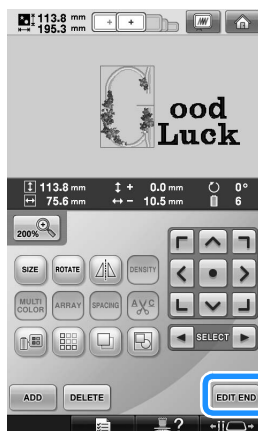 113.8 mm
195.3 mm
ood
Luck
113.8 mm + 0.0 mm 0°
75.6 mm - 10.5 mm 6
200%
SIZE ROTATE DENSITY
MULTI COLOR ARRAY SPACING A C
SELECT
ADD DELETE EDIT END
?